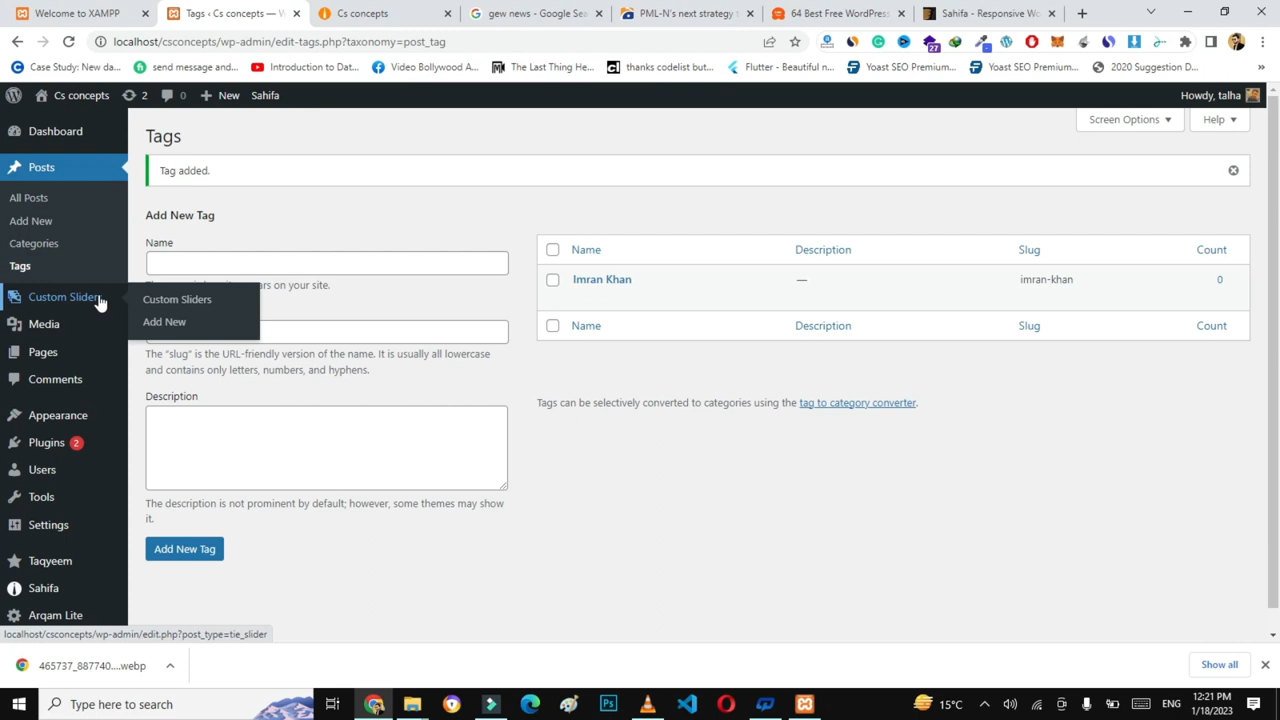 Welcome to XAMPP
Tags ‹ Cs concepts — W
Cs concepts
gew news - Google Sea
PML-N's next strategy t
64 Best Free WordPress
Sahifa - Responsive Wo
localhost/csconcepts/wp-admin/edit-tags.php?taxonomy=post_tag
27
Case Study: New da...
send message and...
Introduction to Dat...
Video Bollywood A...
The Last Thing He...
thanks codelist but...
Flutter - Beautiful n...
Yoast SEO Premium...
Yoast SEO Premium...
2020 Suggestion D...
»
Cs concepts
2
0
New
Sahifa
Howdy, talha
Dashboard
Posts
All Posts
Add New
Categories
Tags
Custom Sliders
Custom Sliders
Add New
Media
Pages
Comments
Appearance
Plugins 2
Users
Tools
Settings
Taqyeem
Sahifa
Arqam Lite
Screen Options
Help
Tags
Tag added.
Add New Tag
Name
ars on your site.
The “slug” is the URL-friendly version of the name. It is usually all lowercase
and contains only letters, numbers, and hyphens.
Description
The description is not prominent by default; however, some themes may show
it.
Add New Tag
Name Description Slug Count
Imran Khan — imran-khan 0
Name Description Slug Count
Tags can be selectively converted to categories using the tag to category converter.
localhost/csconcepts/wp-admin/edit.php?post_type=tie_slider
465737_887740....webp
Show all
Type here to search
Ps
15°C
ENG
12:21 PM
1/18/2023